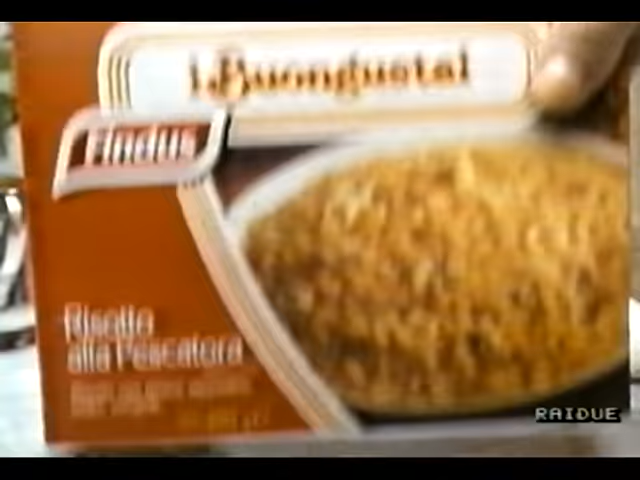 i Buongustai
Findus
Risotto
alla Pescatora
RAIDUE